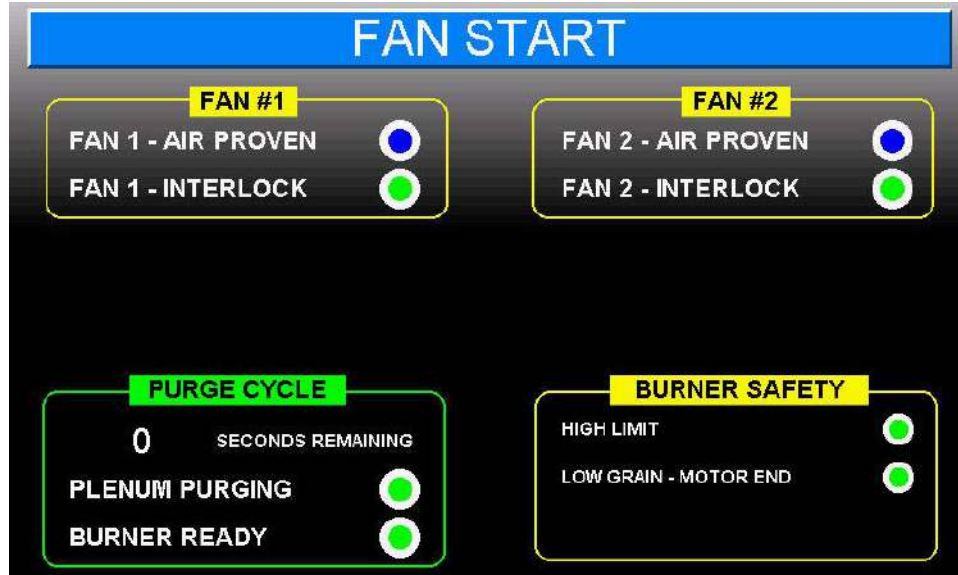 FAN START
FAN #1
FAN 1 - AIR PROVEN
FAN 1 - INTERLOCK
FAN #2
FAN 2 - AIR PROVEN
FAN 2 - INTERLOCK
PURGE CYCLE
0 SECONDS REMAINING
PLENUM PURGING
BURNER READY
BURNER SAFETY
HIGH LIMIT
LOW GRAIN - MOTOR END